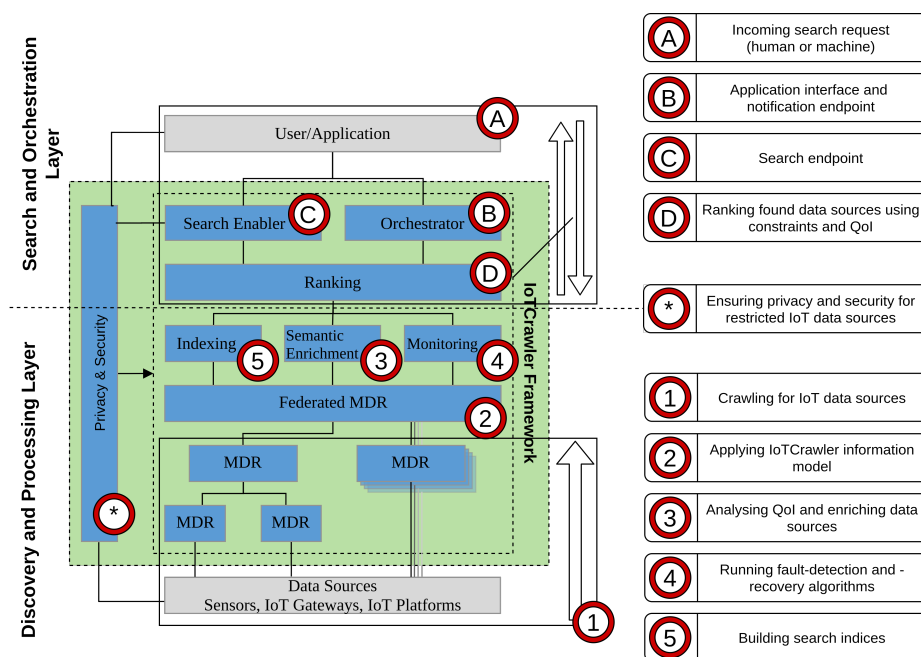 Search and Orchestration
Layer
Discovery and Processing Layer
A
User/Application
Search Enabler
C
Orchestrator
B
Ranking
D
IoTCrawler Framework
Privacy & Security
*
Indexing
5
Semantic
Enrichment
3
Monitoring
4
Federated MDR
2
MDR
MDR
MDR
MDR
Data Sources
Sensors, IoT Gateways, IoT Platforms
1
A
Incoming search request
(human or machine)
B
Application interface and
notification endpoint
C
Search endpoint
D
Ranking found data sources using
constraints and QoI
*
Ensuring privacy and security for
restricted IoT data sources
1
Crawling for IoT data sources
2
Applying IoTCrawler information
model
3
Analysing QoI and enriching data
sources
4
Running fault-detection and -
recovery algorithms
5
Building search indices